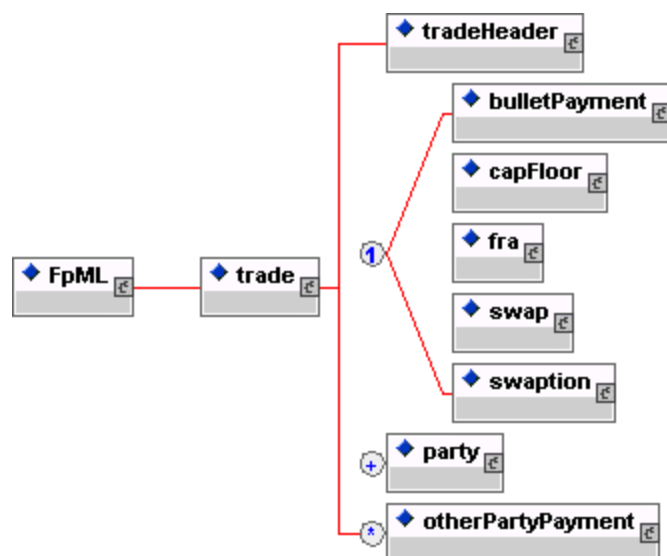 tradeHeader
bulletPayment
capFloor
1
fra
FpML
trade
swap
swaption
+
party
*
otherPartyPayment